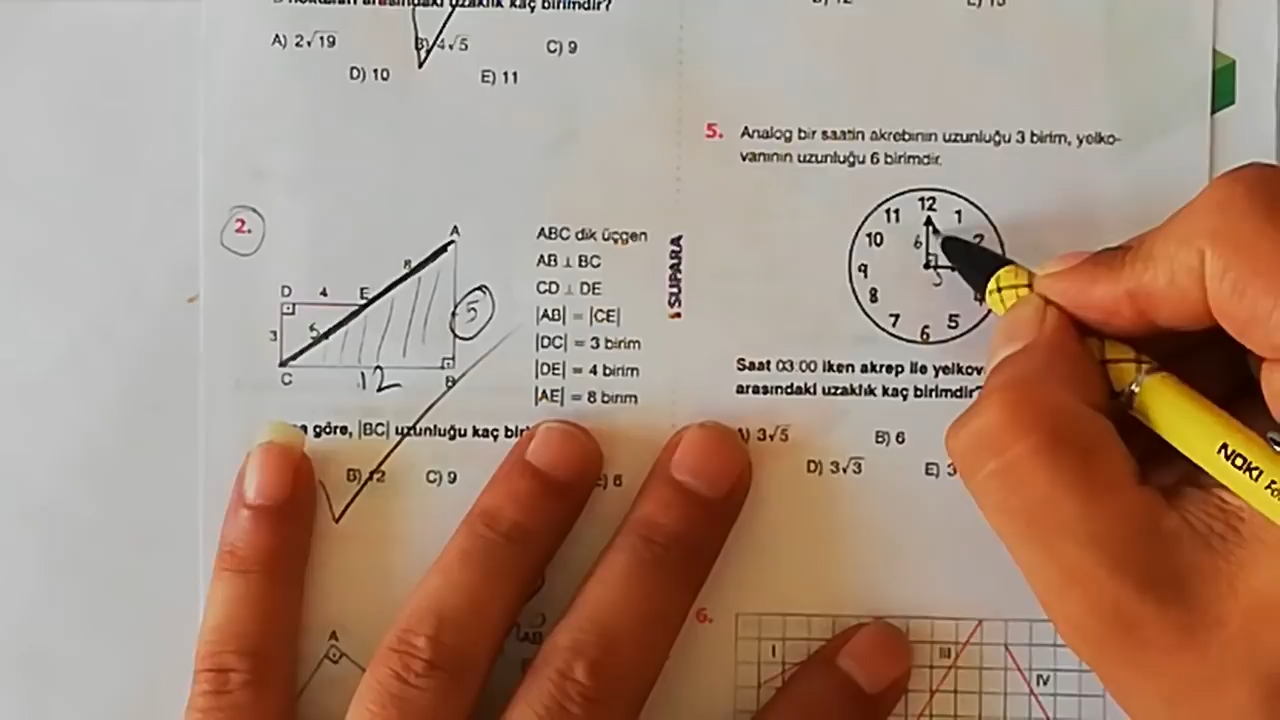 arasındaki uzaklık kaç birimdir?
A) 2√19
B) 4√5
C) 9
D) 10
E) 11
2.
A
8
D
4
E
5
3
5
C
12
B
ABC dik üçgen
AB ⊥ BC
CD ⊥ DE
|AB| = |CE|
|DC| = 3 birim
|DE| = 4 birim
|AE| = 8 birim
göre, |BC| uzunluğu kaç
B) 12
C) 9
A
SUPARA
5. Analog bir saatin akrebinin uzunluğu 3 birim, yelko-
vanının uzunluğu 6 birimdir.
12
11
1
10
2
6
9
3
8
4
7
5
6
Saat 03:00 iken akrep ile yelkov
arasındaki uzaklık kaç birimdir?
A) 3√5
B) 6
D) 3√3
E) 3
6.
I
III
IV
NOKI